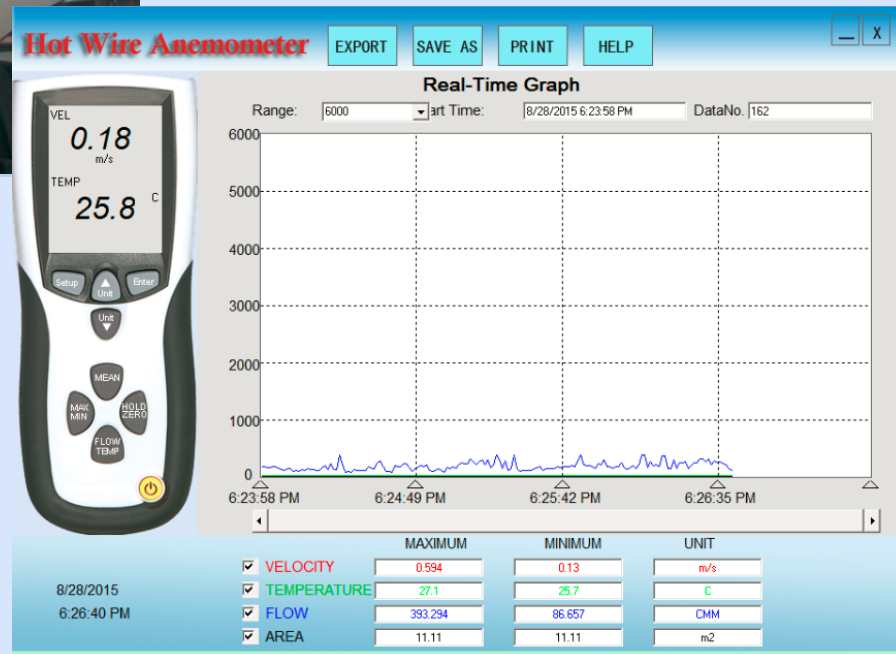 Hot Wire Anemometer EXPORT SAVE AS PRINT HELP _ X
Real-Time Graph
Range: 6000 art Time: 8/28/2015 6:23:58 PM DataNo. 162
VEL
0.18
m/s
TEMP
25.8 C
Setup Unit Enter
Unit
MEAN
MAX MIN HOLD ZERO
FLOW TEMP
6000
5000
4000
3000
2000
1000
0
6:23:58 PM 6:24:49 PM 6:25:42 PM 6:26:35 PM
MAXIMUM MINIMUM UNIT
VELOCITY 0.594 0.13 m/s
TEMPERATURE 27.1 25.7 C
FLOW 393.294 86.657 CMM
AREA 11.11 11.11 m2
8/28/2015
6:26:40 PM